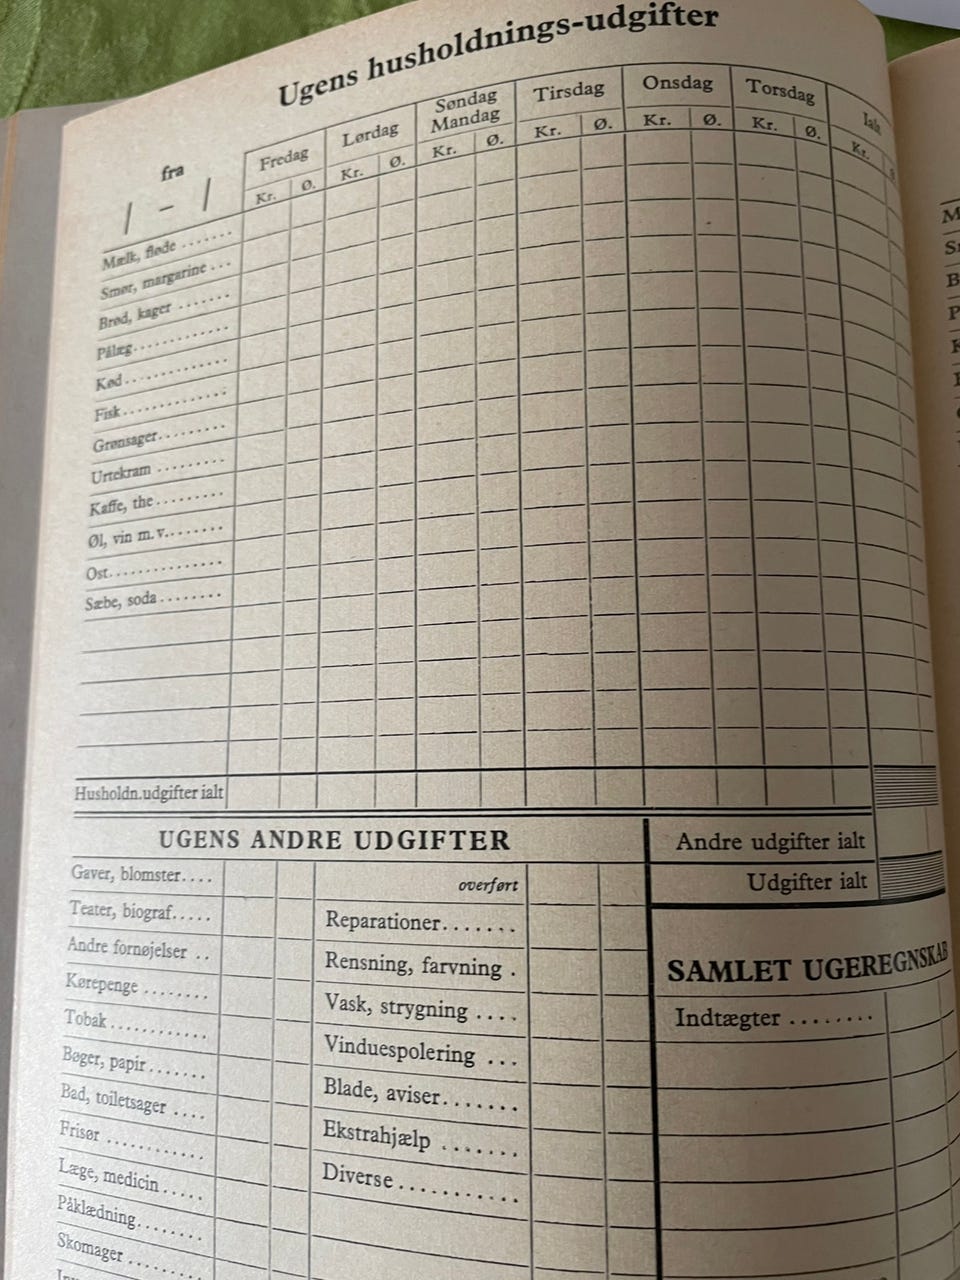 Ugens husholdnings-udgifter
fra
/ – /
Fredag Lørdag Søndag Mandag Tirsdag Onsdag Torsdag Ialt
Kr. Ø. Kr. Ø. Kr. Ø. Kr. Ø. Kr. Ø. Kr. Ø. Kr.
Mælk, fløde ........
Smør, margarine ...
Brød, kager .......
Pålæg.............
Kød..............
Fisk..............
Grønsager.........
Urtekram .........
Kaffe, the.........
Øl, vin m.v........
Ost...............
Sæbe, soda ........
Husholdn.udgifter ialt
UGENS ANDRE UDGIFTER
Gaver, blomster....
Teater, biograf.....
Andre fornøjelser ..
Kørepenge ........
Tobak ............
Bøger, papir.......
Bad, toiletsager ....
Frisør ............
Læge, medicin .....
Påklædning........
Skomager .........
overført
Reparationer.......
Rensning, farvning .
Vask, strygning ....
Vinduespolering ...
Blade, aviser.......
Ekstrahjælp .......
Diverse ...........
Andre udgifter ialt
Udgifter ialt
SAMLET UGEREGNSKAB
Indtægter ........